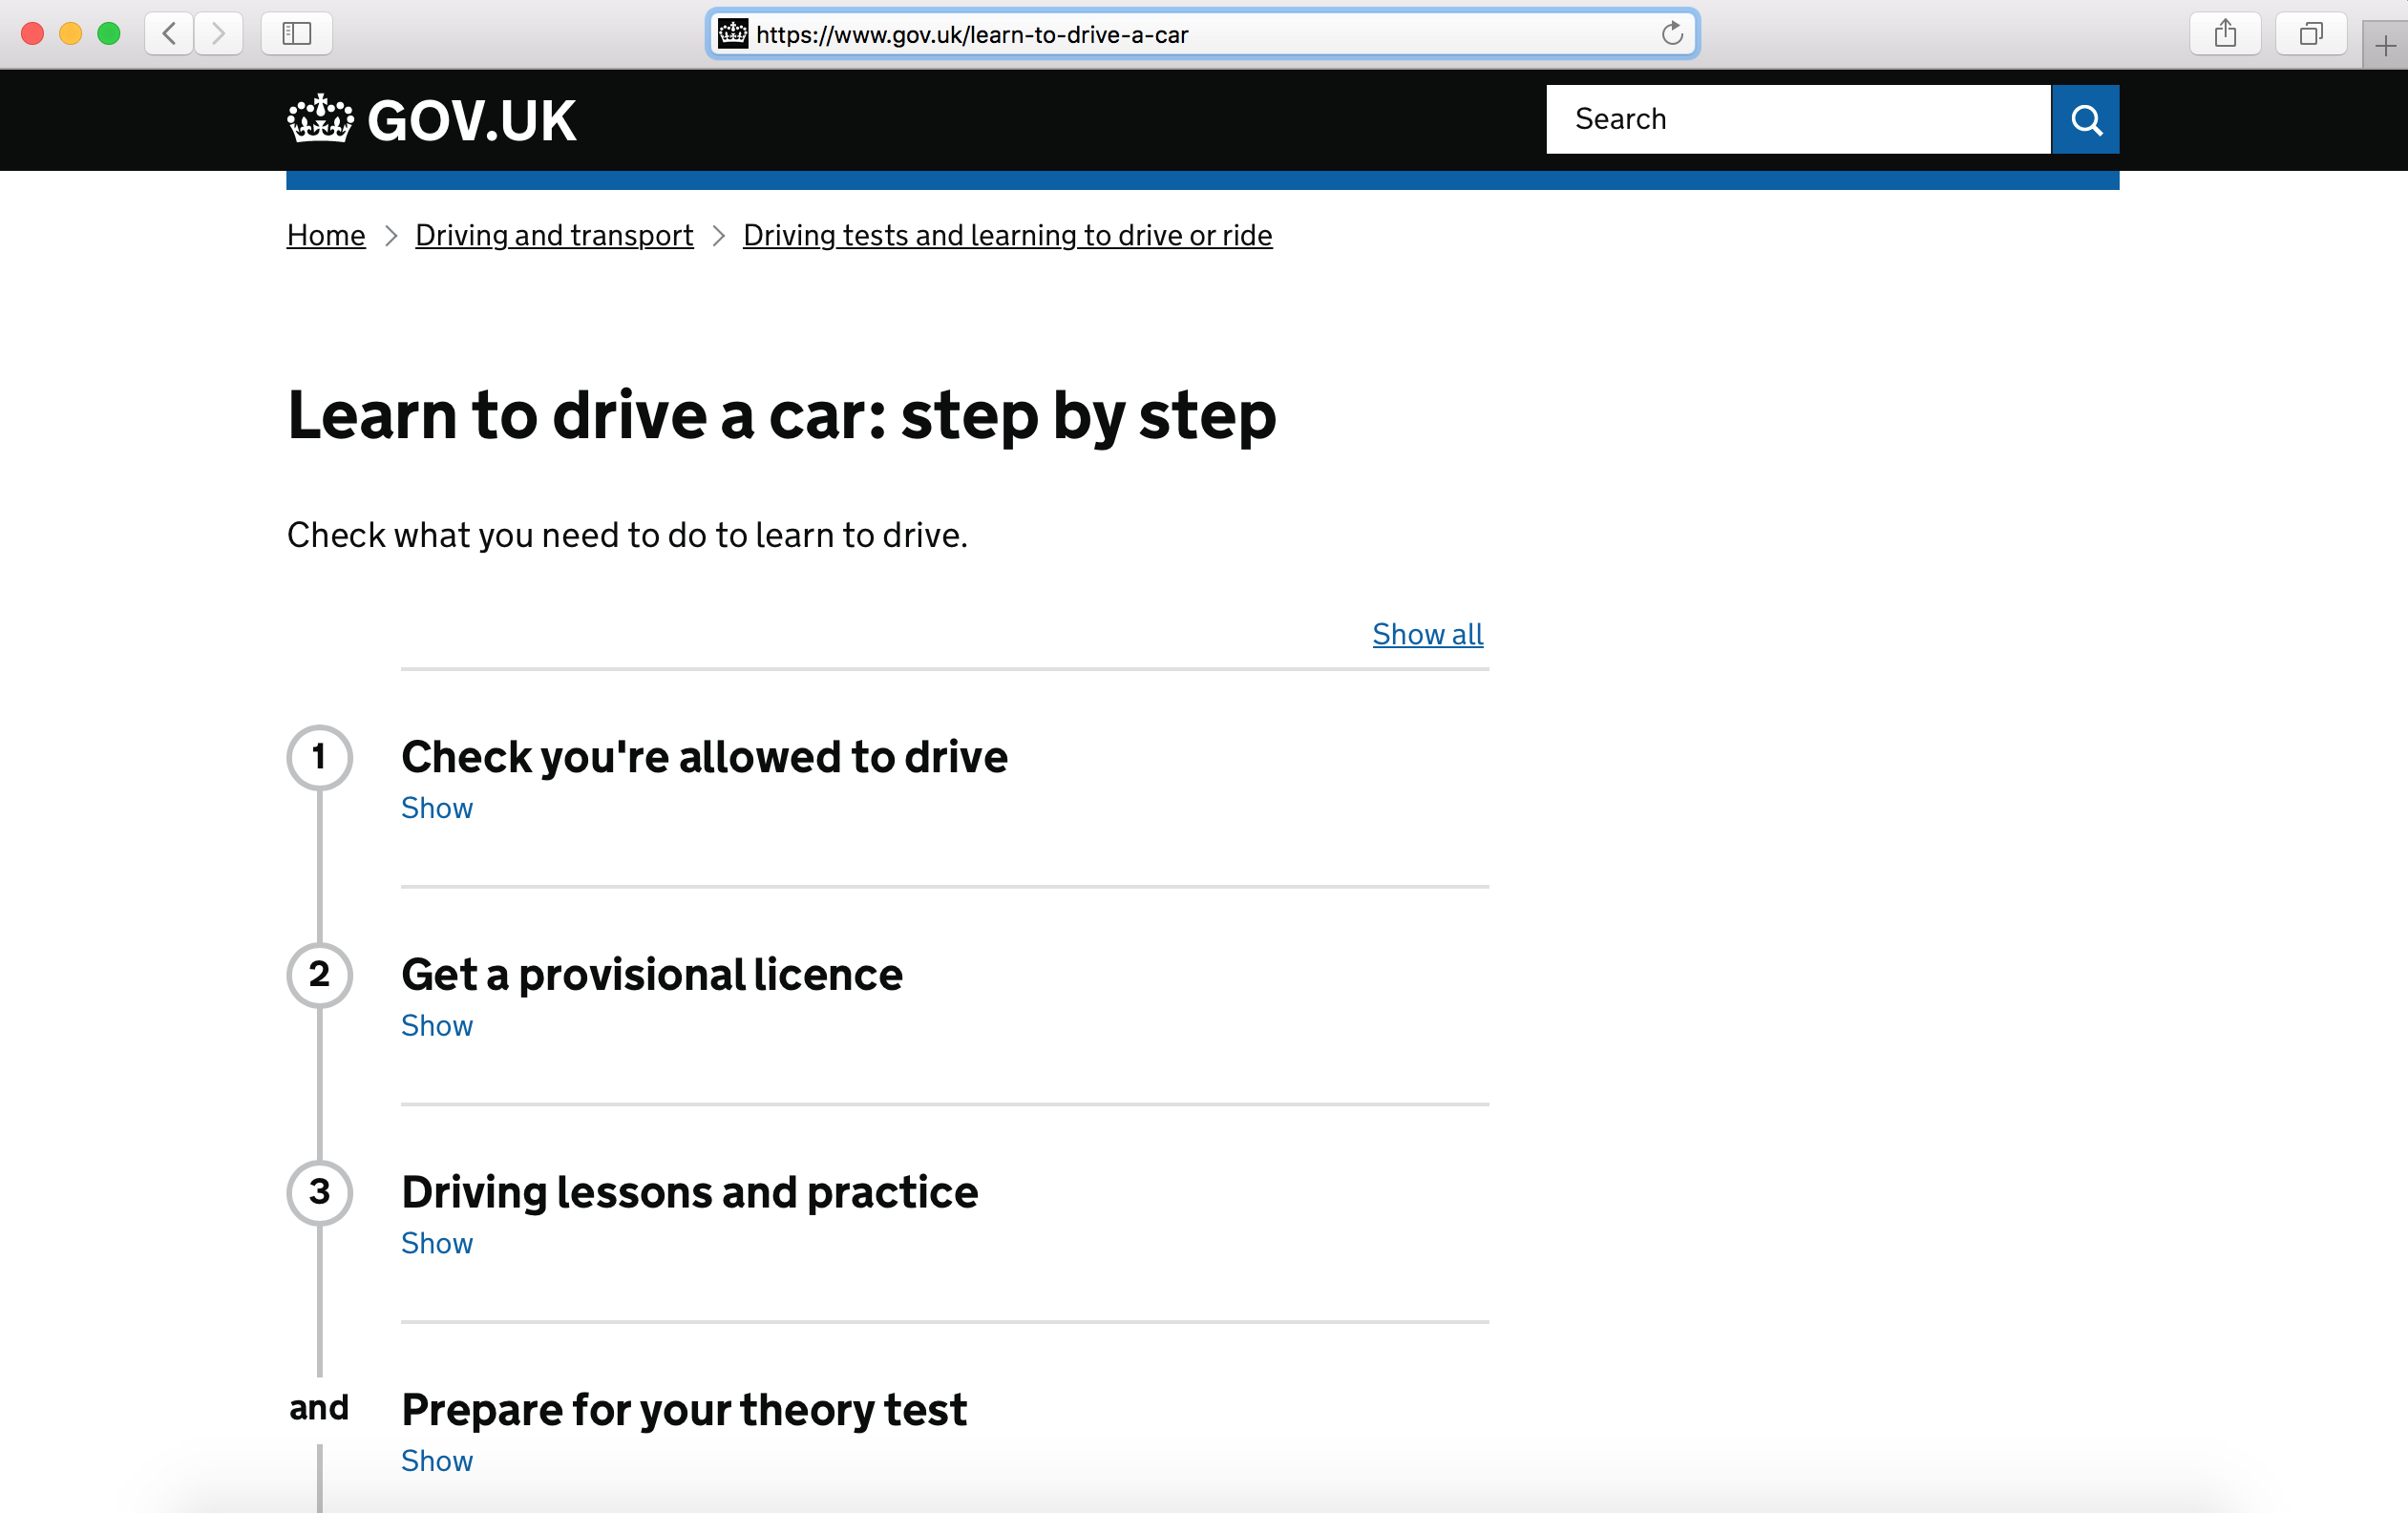 https://www.gov.uk/learn-to-drive-a-car
GOV.UK
Search
Home
Driving and transport
Driving tests and learning to drive or ride
Learn to drive a car: step by step
Check what you need to do to learn to drive.
Show all
1
Check you're allowed to drive
Show
2
Get a provisional licence
Show
3
Driving lessons and practice
Show
and
Prepare for your theory test
Show